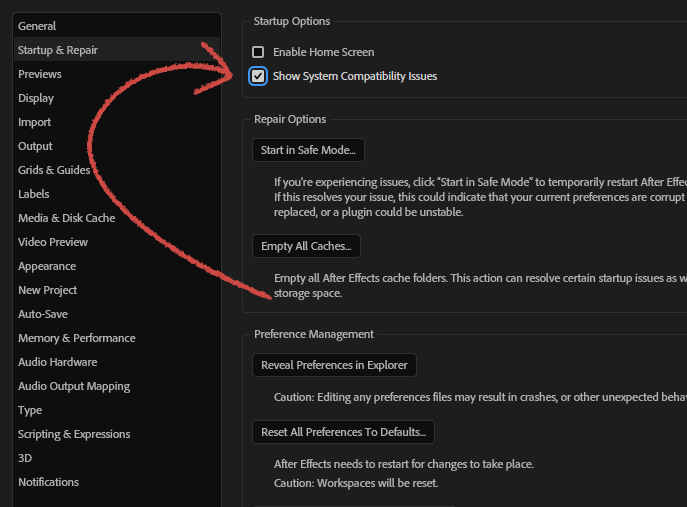 General
Startup & Repair
Previews
Display
Import
Output
Grids & Guides
Labels
Media & Disk Cache
Video Preview
Appearance
New Project
Auto-Save
Memory & Performance
Audio Hardware
Audio Output Mapping
Type
Scripting & Expressions
3D
Notifications
Startup Options
Enable Home Screen
Show System Compatibility Issues
Repair Options
Start in Safe Mode...
If you're experiencing issues, click "Start in Safe Mode" to temporarily restart After Effec
If this resolves your issue, this could indicate that your current preferences are corrupt
replaced, or a plugin could be unstable.
Empty All Caches...
Empty all After Effects cache folders. This action can resolve certain startup issues as w
storage space.
Preference Management
Reveal Preferences in Explorer
Caution: Editing any preferences files may result in crashes, or other unexpected beha
Reset All Preferences To Defaults...
After Effects needs to restart for changes to take place.
Caution: Workspaces will be reset.